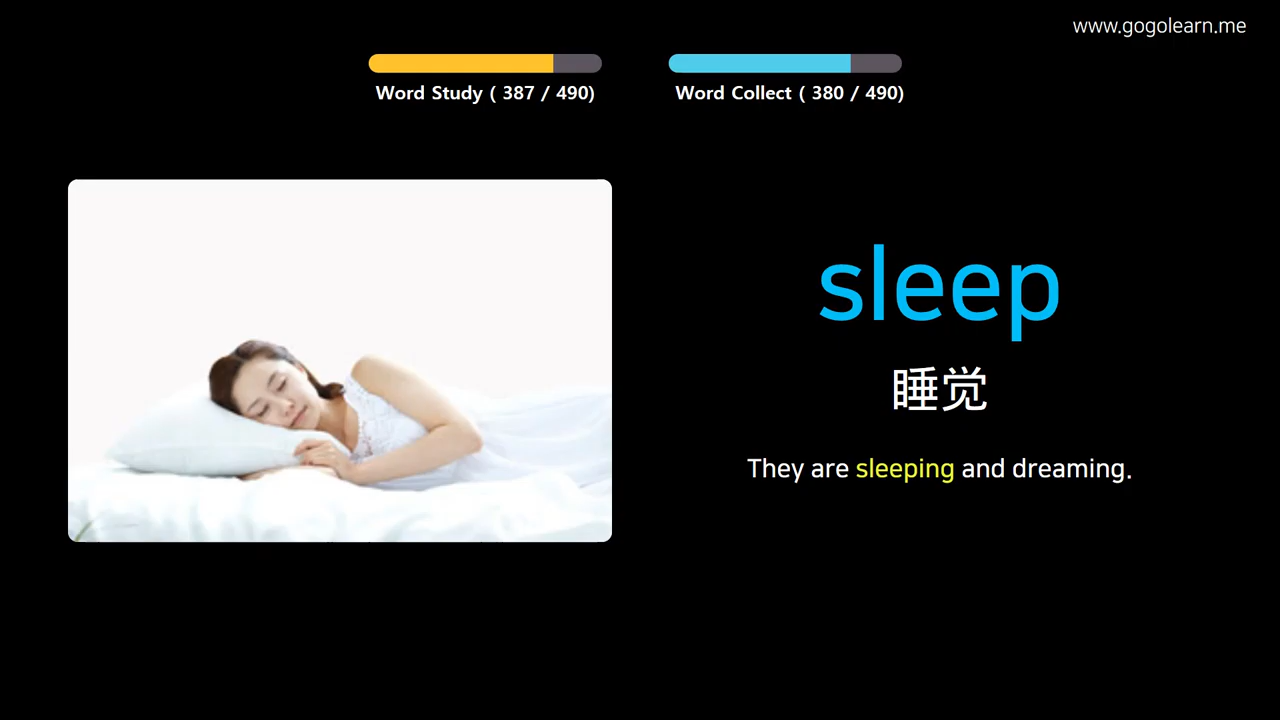 www.gogolearn.me
Word Study ( 387 / 490)
Word Collect ( 380 / 490)
sleep
睡觉
They are sleeping and dreaming.